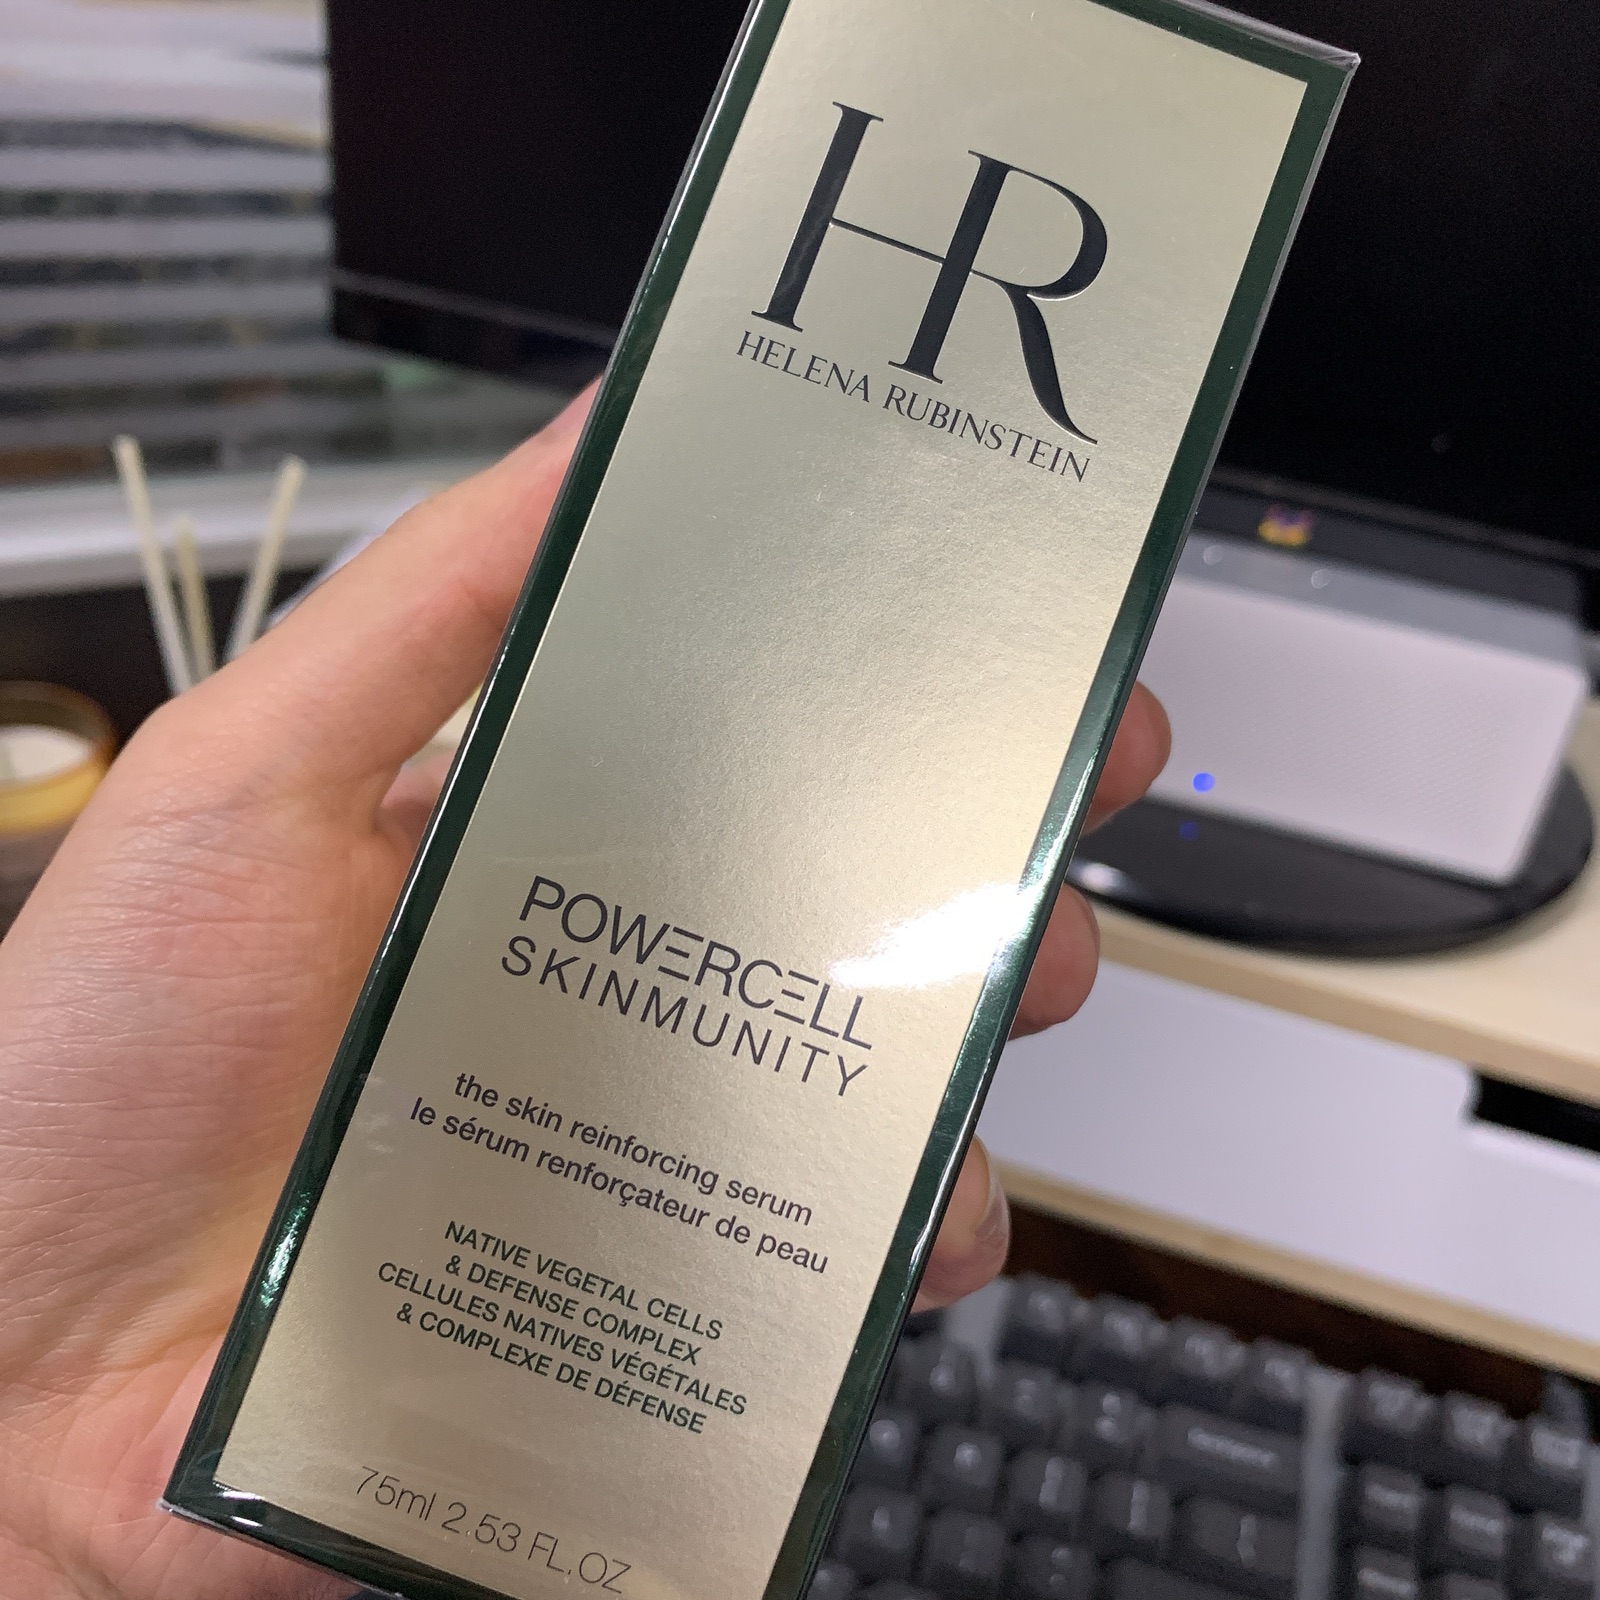 HR
HELENA RUBINSTEIN
POWERCELL
SKINMUNITY
the skin reinforcing serum
le sérum renforçateur de peau
NATIVE VEGETAL CELLS
& DEFENSE COMPLEX
CELLULES NATIVES VÉGÉTALES
& COMPLEXE DE DÉFENSE
75ml 2.53 FL.OZ